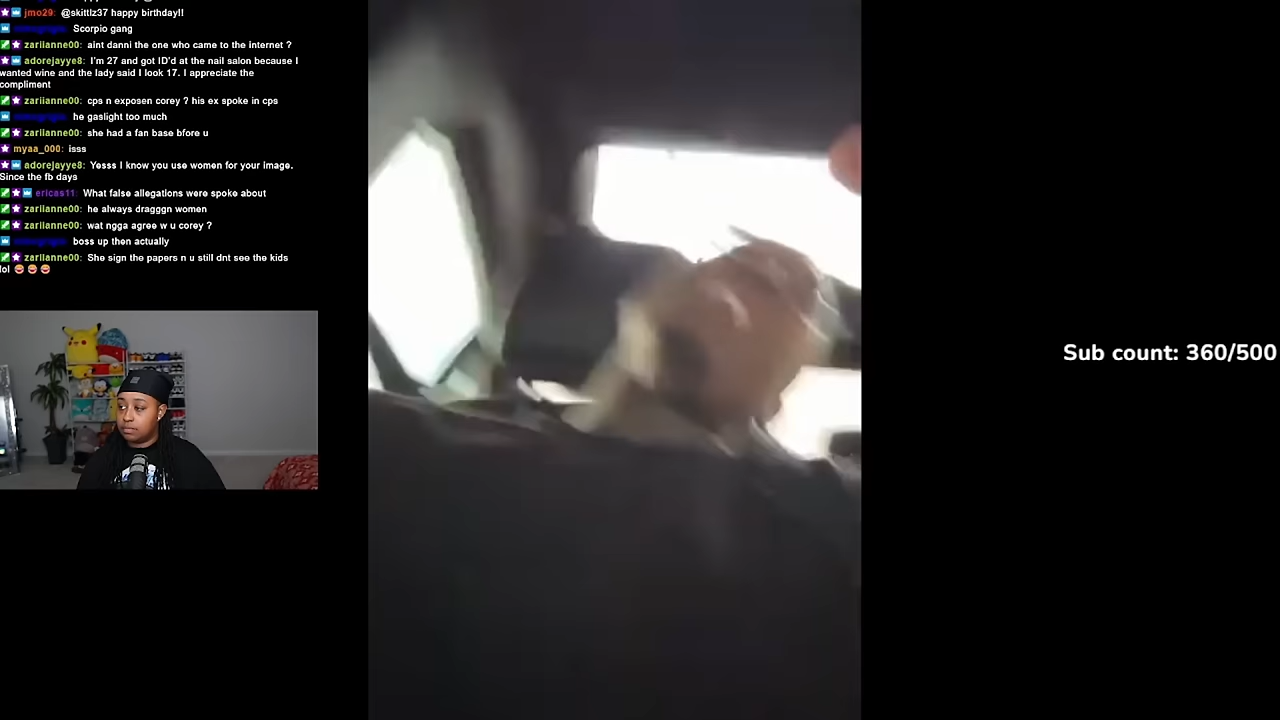 jmo29: @skittlz37 happy birthday!!
Scorpio gang
zariianne00: aint danni the one who came to the internet ?
adorejayye8: I'm 27 and got ID'd at the nail salon because I
wanted wine and the lady said I look 17. I appreciate the
compliment
zariianne00: cps n exposen corey ? his ex spoke in cps
he gaslight too much
zariianne00: she had a fan base bfore u
myaa_000: isss
adorejayye8: Yesss I know you use women for your image.
Since the fb days
ericas11: What false allegations were spoke about
zariianne00: he always dragggn women
zariianne00: wat ngga agree w u corey ?
boss up then actually
zariianne00: She sign the papers n u still dnt see the kids
lol
Sub count: 360/500